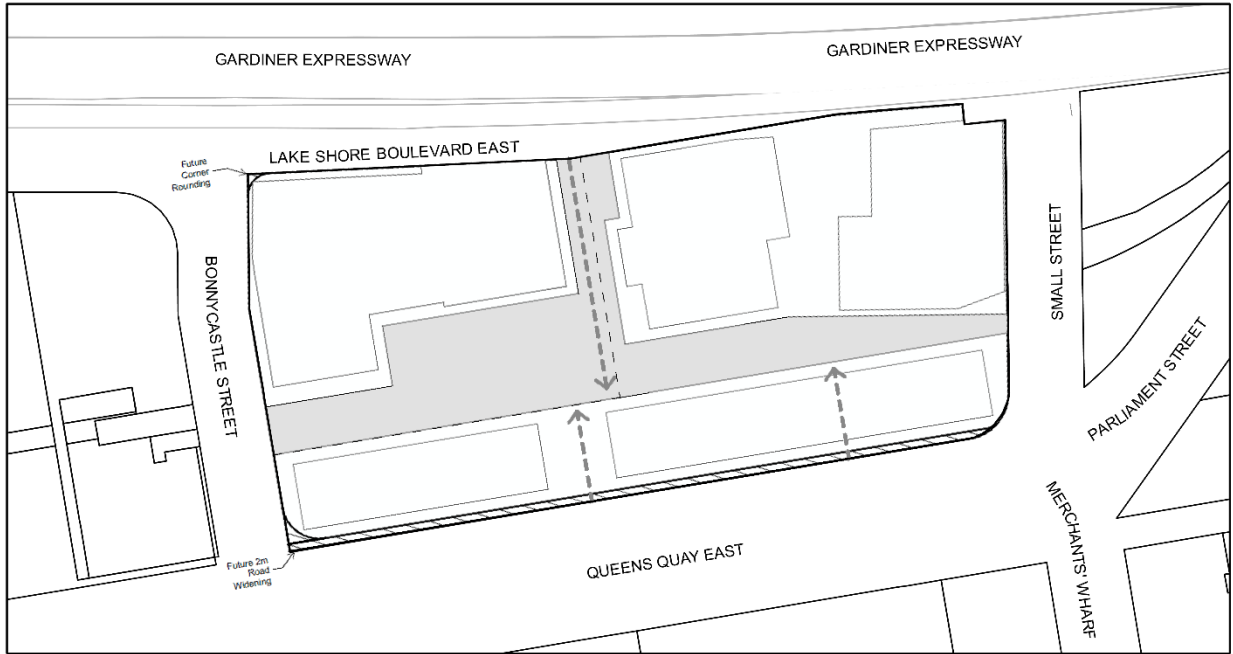 GARDINER EXPRESSWAY
GARDINER EXPRESSWAY
Future
Corner
Rounding
LAKE SHORE BOULEVARD EAST
BONNYCASTLE STREET
SMALL STREET
PARLIAMENT STREET
MERCHANTS' WHARF
QUEENS QUAY EAST
Future 2m
Road
Widening